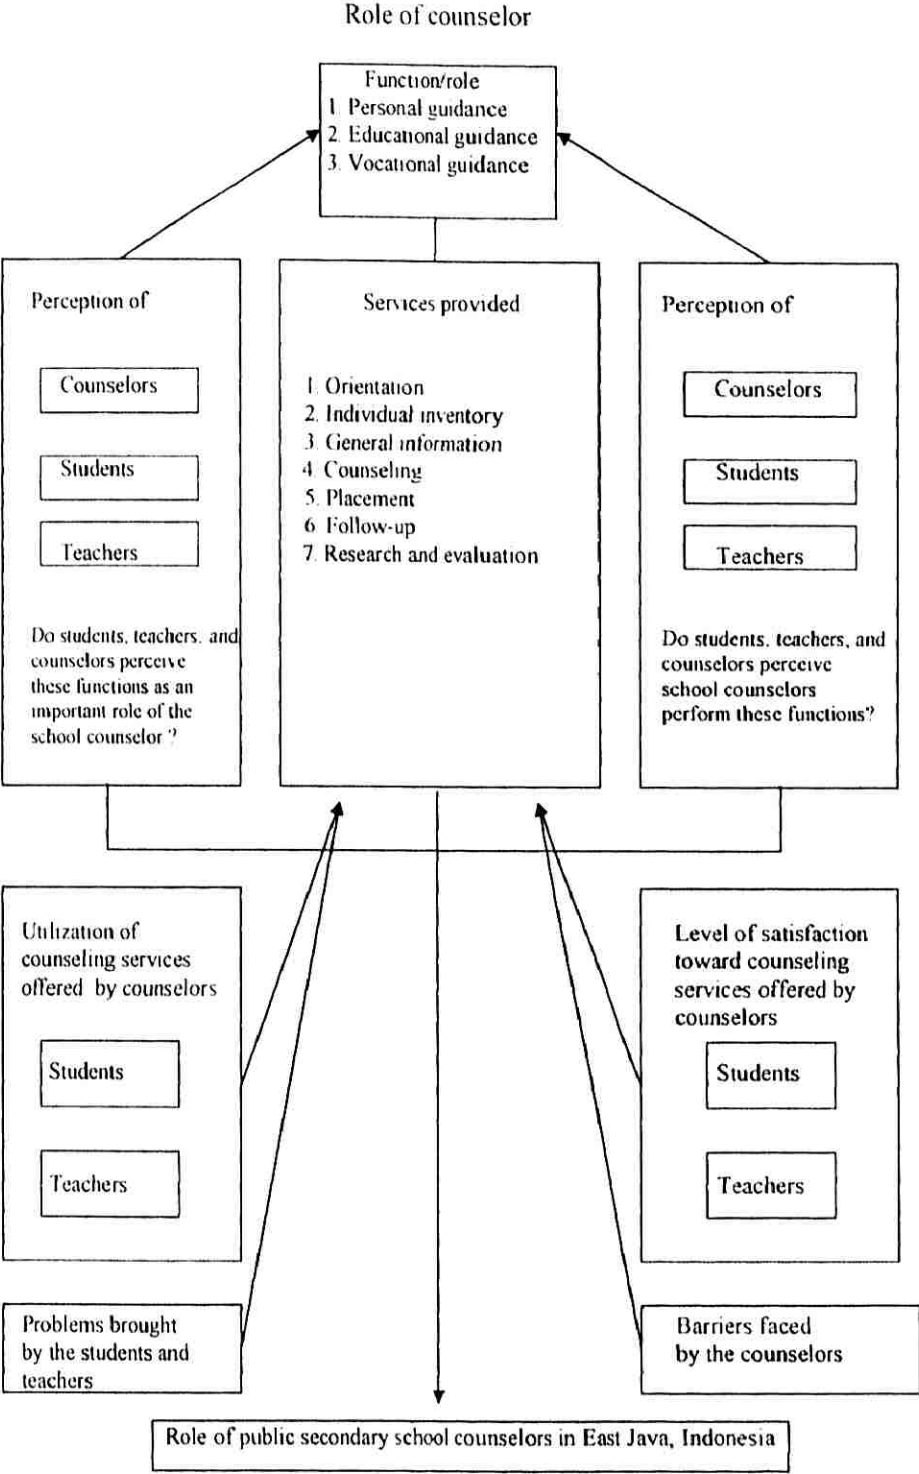 Role of counselor
Function/role
1. Personal guidance
2. Educational guidance
3. Vocational guidance
Perception of
Counselors
Students
Teachers
Do students, teachers, and
counselors perceive
these functions as an
important role of the
school counselor ?
Services provided
1. Orientation
2. Individual inventory
3. General information
4. Counseling
5. Placement
6. Follow-up
7. Research and evaluation
Perception of
Counselors
Students
Teachers
Do students, teachers, and
counselors perceive
school counselors
perform these functions?
Utilization of
counseling services
offered by counselors
Students
Teachers
Level of satisfaction
toward counseling
services offered by
counselors
Students
Teachers
Problems brought
by the students and
teachers
Barriers faced
by the counselors
Role of public secondary school counselors in East Java, Indonesia